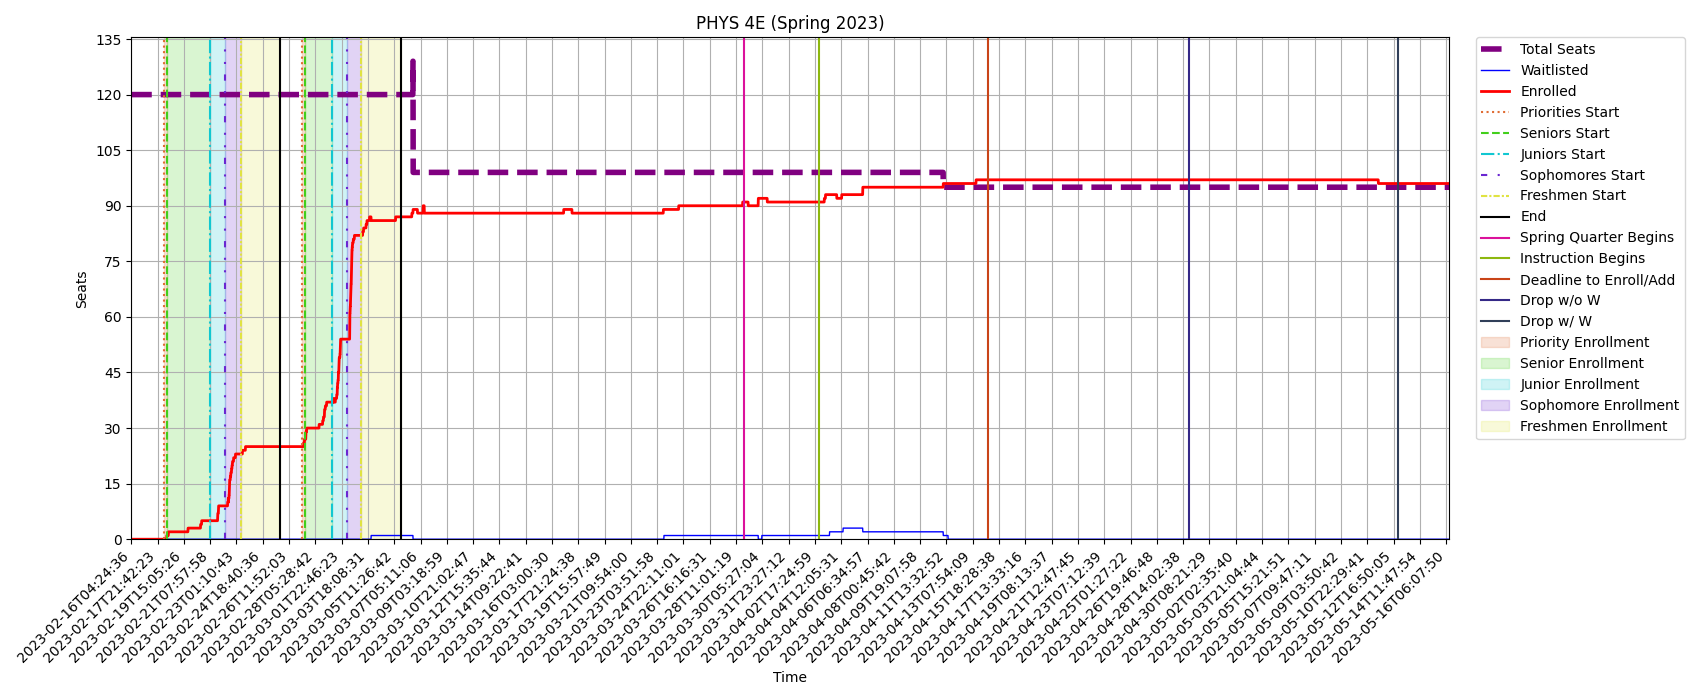 PHYS 4E (Spring 2023)
135
120
105
90
75
60
45
30
15
0
Seats
2023-02-16T04:24:36
2023-02-17T21:42:23
2023-02-19T15:05:26
2023-02-21T07:57:58
2023-02-23T01:10:43
2023-02-24T18:40:36
2023-02-26T11:52:03
2023-02-28T05:28:42
2023-03-01T22:46:23
2023-03-03T18:08:31
2023-03-05T11:26:42
2023-03-07T05:11:06
2023-03-09T03:18:59
2023-03-10T21:02:47
2023-03-12T15:35:44
2023-03-14T09:22:41
2023-03-16T03:00:30
2023-03-17T21:24:38
2023-03-19T15:57:49
2023-03-21T09:54:00
2023-03-23T03:51:58
2023-03-24T22:11:01
2023-03-26T16:16:31
2023-03-28T11:01:19
2023-03-30T05:27:04
2023-03-31T23:27:12
2023-04-02T17:24:59
2023-04-04T12:05:31
2023-04-06T06:34:57
2023-04-08T00:45:42
2023-04-09T19:07:58
2023-04-11T13:32:52
2023-04-13T07:54:09
2023-04-15T18:28:38
2023-04-17T13:33:16
2023-04-19T08:13:37
2023-04-21T12:47:45
2023-04-23T07:12:39
2023-04-25T01:27:22
2023-04-26T19:46:48
2023-04-28T14:02:38
2023-04-30T08:21:29
2023-05-02T02:35:40
2023-05-03T21:04:44
2023-05-05T15:21:51
2023-05-07T09:47:11
2023-05-09T03:50:42
2023-05-10T22:29:41
2023-05-12T16:50:05
2023-05-14T11:47:54
2023-05-16T06:07:50
Time
Total Seats
Waitlisted
Enrolled
Priorities Start
Seniors Start
Juniors Start
Sophomores Start
Freshmen Start
End
Spring Quarter Begins
Instruction Begins
Deadline to Enroll/Add
Drop w/o W
Drop w/ W
Priority Enrollment
Senior Enrollment
Junior Enrollment
Sophomore Enrollment
Freshmen Enrollment